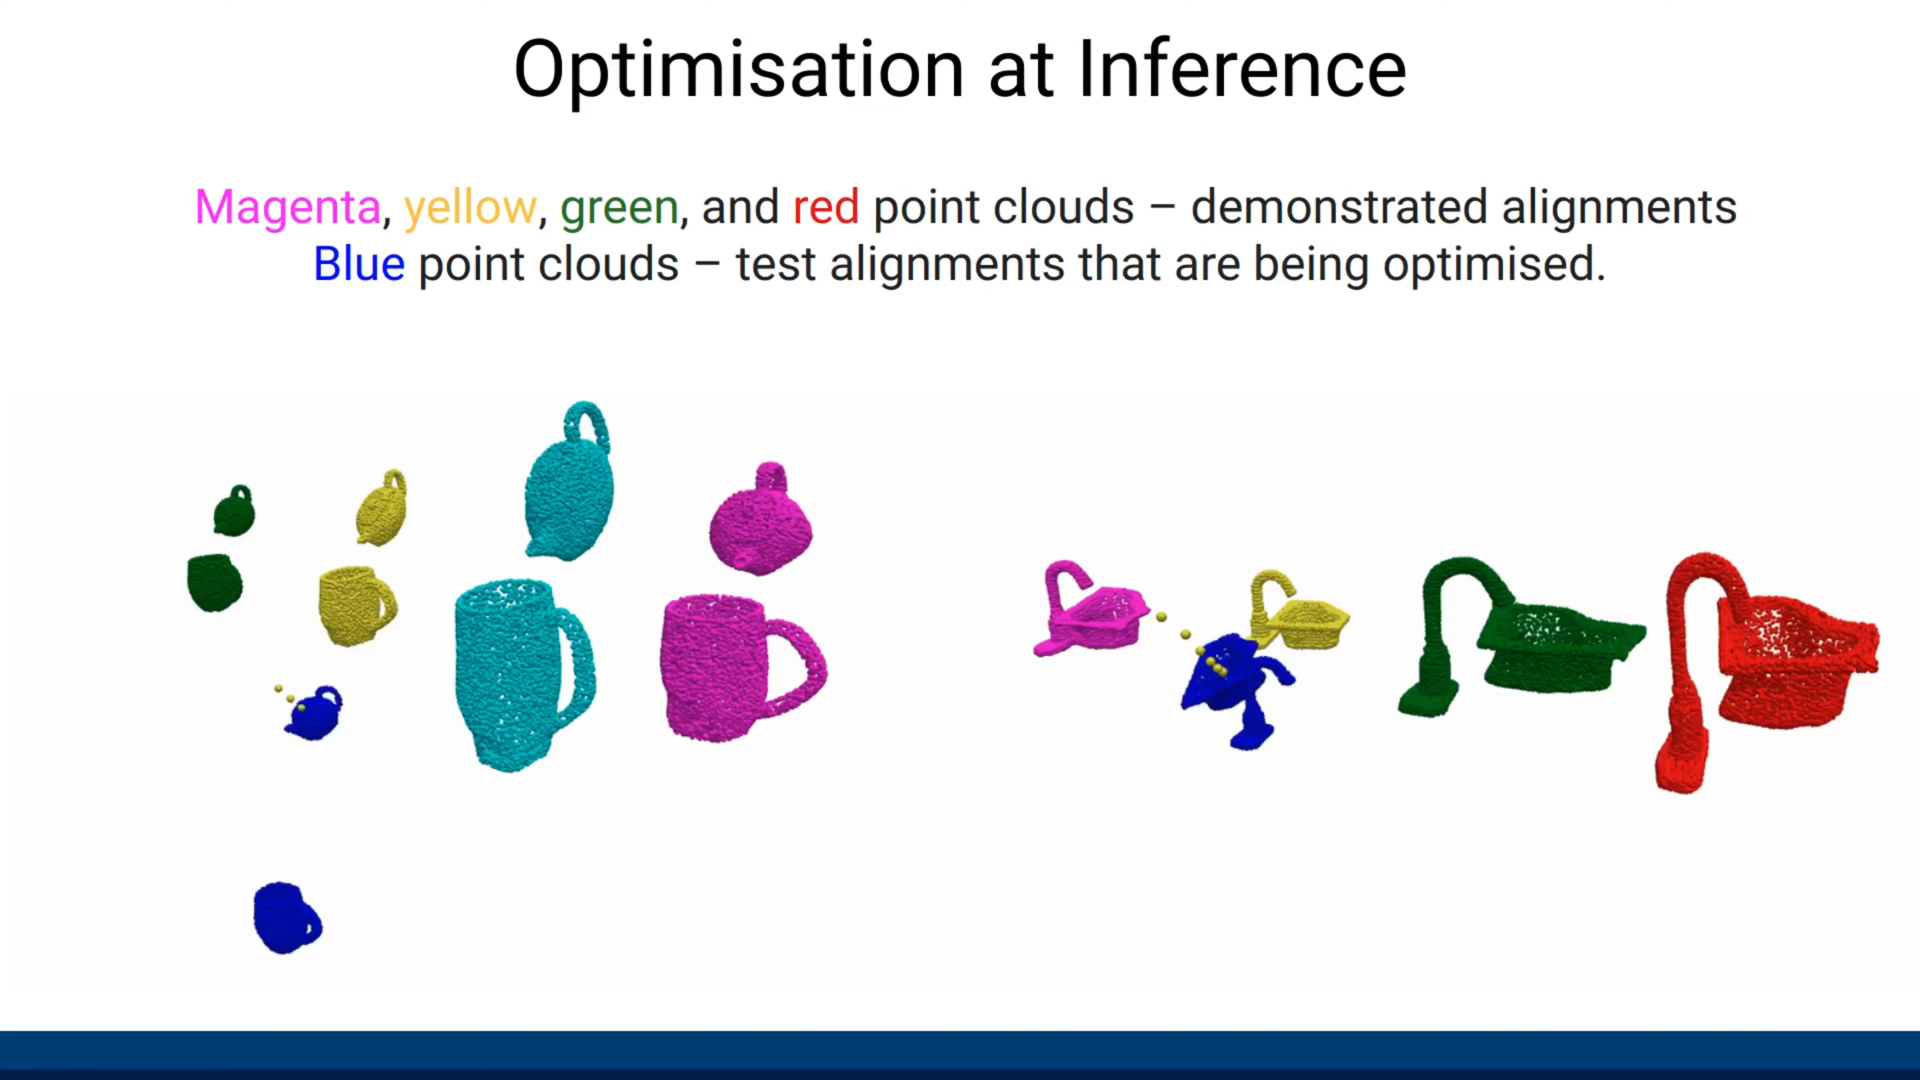 Optimisation at Inference
Magenta, yellow, green, and red point clouds – demonstrated alignments
Blue point clouds – test alignments that are being optimised.